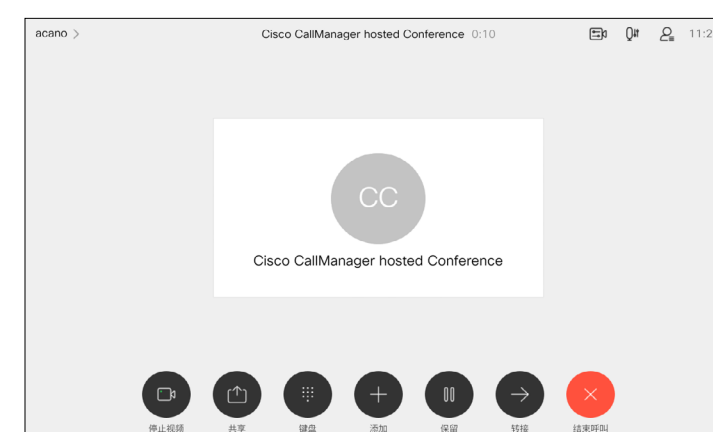 acano >
Cisco CallManager hosted Conference 0:10
11:2
CC
Cisco CallManager hosted Conference
停止视频 共享 键盘 添加 保留 转接 结束呼叫